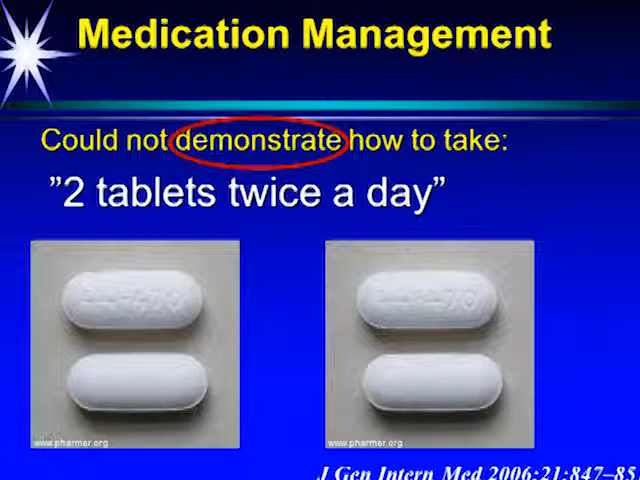 Medication Management
Could not demonstrate how to take:
”2 tablets twice a day”
www.pharmer.org
www.pharmer.org
J Gen Intern Med 2006;21:847–85